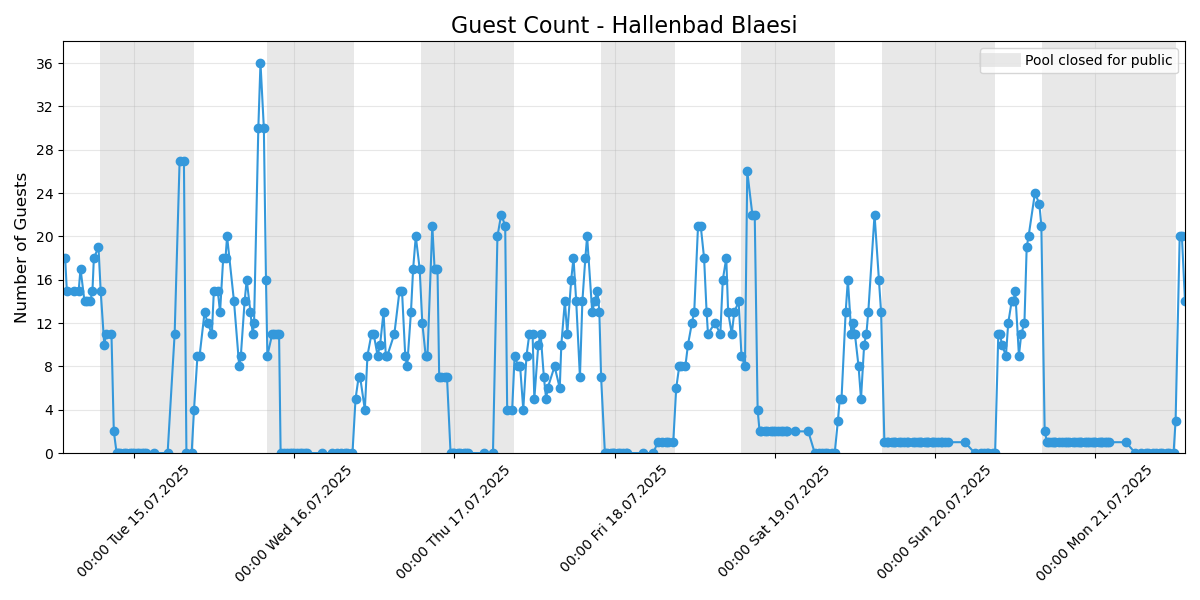 Guest Count - Hallenbad Blaesi
Pool closed for public
Number of Guests
36
32
28
24
20
16
12
8
4
0
00:00 Tue 15.07.2025
00:00 Wed 16.07.2025
00:00 Thu 17.07.2025
00:00 Fri 18.07.2025
00:00 Sat 19.07.2025
00:00 Sun 20.07.2025
00:00 Mon 21.07.2025